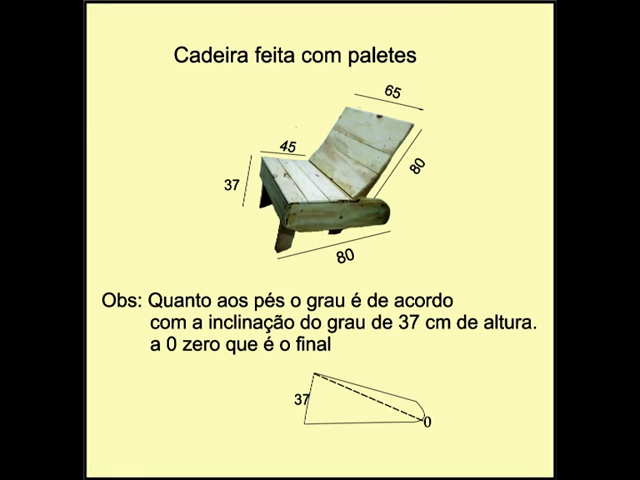 Cadeira feita com paletes
65
45
80
37
80
Obs: Quanto aos pés o grau é de acordo
com a inclinação do grau de 37 cm de altura.
a 0 zero que é o final
37
0